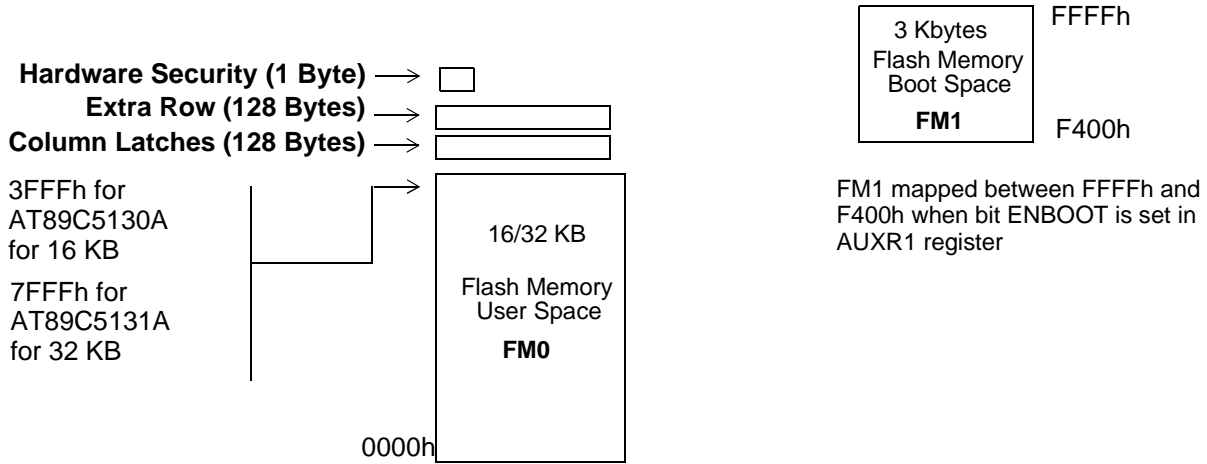 Hardware Security (1 Byte)
Extra Row (128 Bytes)
Column Latches (128 Bytes)
3FFFh for
AT89C5130A
for 16 KB
7FFFh for
AT89C5131A
for 32 KB
16/32 KB
Flash Memory
User Space
FM0
0000h
3 Kbytes
Flash Memory
Boot Space
FM1
FFFFh
F400h
FM1 mapped between FFFFh and
F400h when bit ENBOOT is set in
AUXR1 register